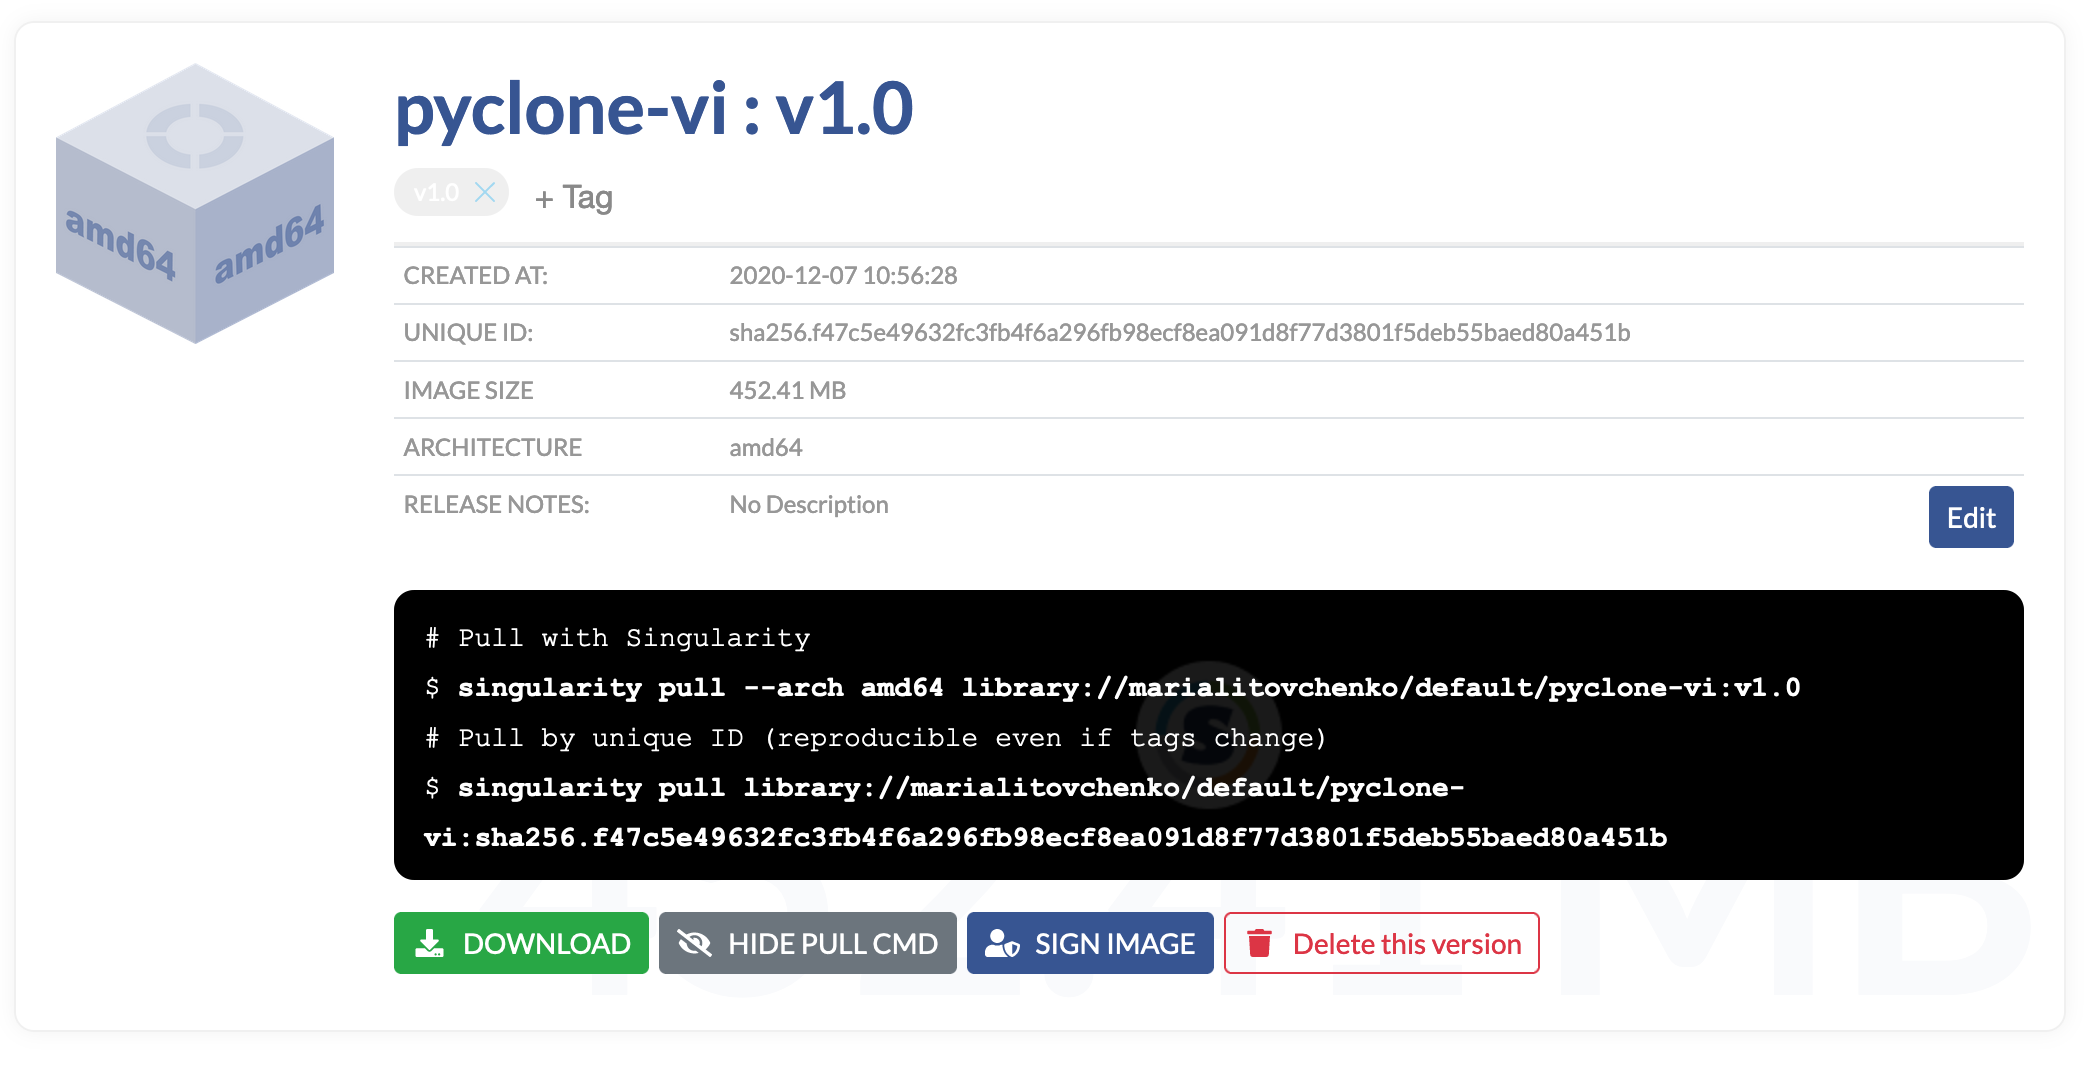 pyclone-vi : v1.0
amd64
amd64
v1.0
+ Tag
CREATED AT: 2020-12-07 10:56:28
UNIQUE ID: sha256.f47c5e49632fc3fb4f6a296fb98ecf8ea091d8f77d3801f5deb55baed80a451b
IMAGE SIZE 452.41 MB
ARCHITECTURE amd64
RELEASE NOTES: No Description
Edit
# Pull with Singularity
$ singularity pull --arch amd64 library://marialitovchenko/default/pyclone-vi:v1.0
# Pull by unique ID (reproducible even if tags change)
$ singularity pull library://marialitovchenko/default/pyclone-
vi:sha256.f47c5e49632fc3fb4f6a296fb98ecf8ea091d8f77d3801f5deb55baed80a451b
452.41 MB
DOWNLOAD HIDE PULL CMD SIGN IMAGE Delete this version